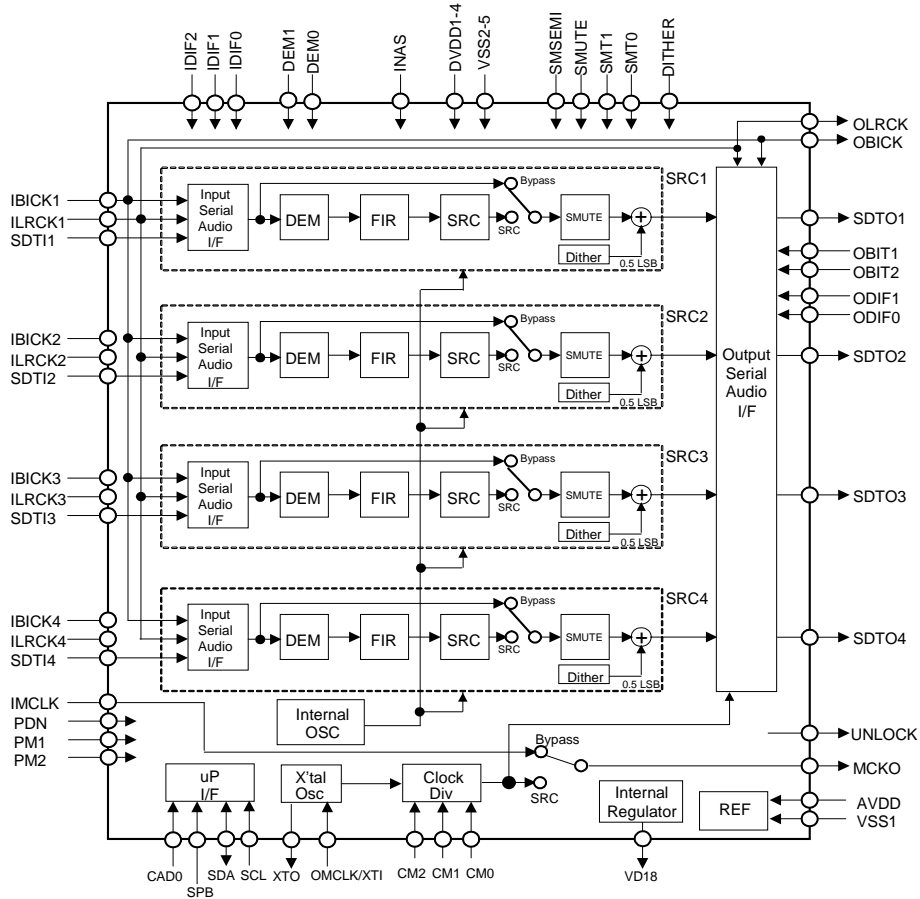 IDIF2
IDIF1
IDIF0
DEM1
DEM0
INAS
DVDD1-4
VSS2-5
SMSEMI
SMUTE
SMT1
SMT0
DITHER
OLRCK
OBICK
IBICK1
ILRCK1
SDTI1
Input
Serial
Audio
I/F
DEM
FIR
SRC
Bypass
SRC
SMUTE
Dither
0.5 LSB
SRC1
SDTO1
OBIT1
OBIT2
ODIF1
ODIF0
IBICK2
ILRCK2
SDTI2
Input
Serial
Audio
I/F
DEM
FIR
SRC
Bypass
SRC
SMUTE
Dither
0.5 LSB
SRC2
Output
Serial
Audio
I/F
SDTO2
IBICK3
ILRCK3
SDTI3
Input
Serial
Audio
I/F
DEM
FIR
SRC
Bypass
SRC
SMUTE
Dither
0.5 LSB
SRC3
SDTO3
IBICK4
ILRCK4
SDTI4
Input
Serial
Audio
I/F
DEM
FIR
SRC
Bypass
SRC
SMUTE
Dither
0.5 LSB
SRC4
SDTO4
IMCLK
PDN
PM1
PM2
Internal
OSC
Bypass
SRC
UNLOCK
MCKO
uP
I/F
X'tal
Osc
Clock
Div
Internal
Regulator
REF
AVDD
VSS1
CAD0
SPB
SDA
SCL
XTO
OMCLK/XTI
CM2
CM1
CM0
VD18